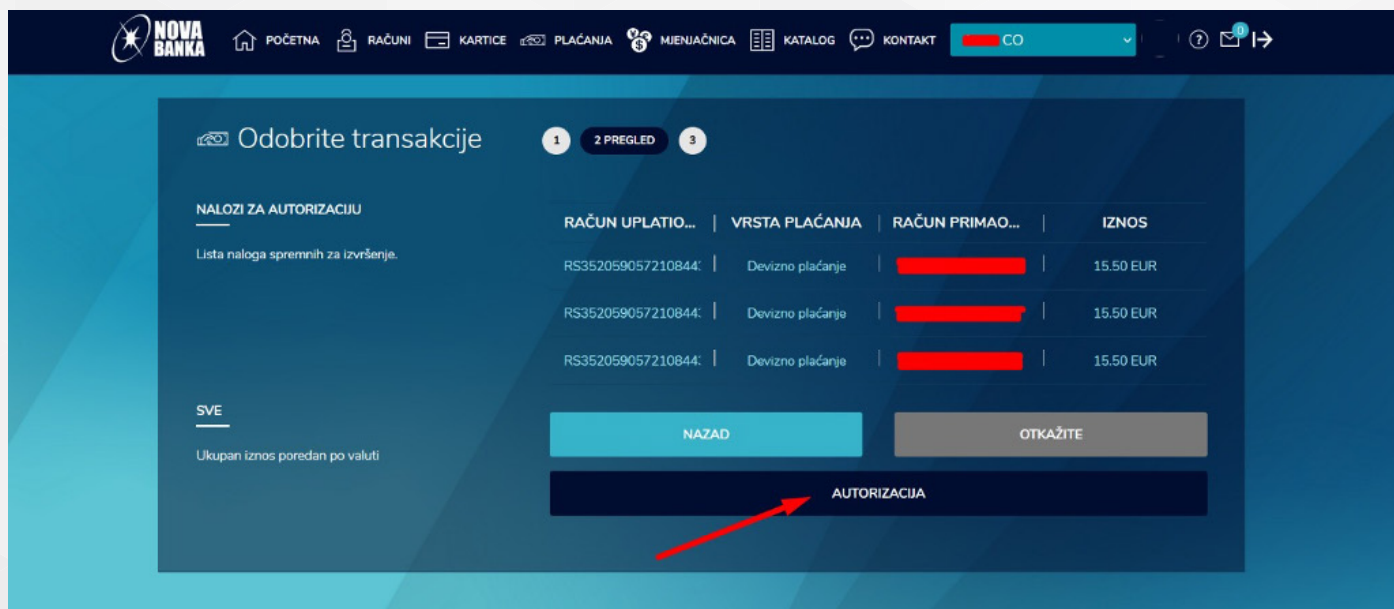 NOVA
BANKA
POČETNA RAČUNI KARTICE PLAĆANJA MJENJAČNICA KATALOG KONTAKT CO 0
Odobrite transakcije 1 2 PREGLED 3
NALOZI ZA AUTORIZACIJU
Lista naloga spremnih za izvršenje.
RAČUN UPLATIO... VRSTA PLAĆANJA RAČUN PRIMAO... IZNOS
RS352059057210844 Devizno plaćanje 15.50 EUR
RS352059057210844 Devizno plaćanje 15.50 EUR
RS352059057210844 Devizno plaćanje 15.50 EUR
SVE
Ukupan iznos poredan po valuti
NAZAD OTKAŽITE
AUTORIZACIJA